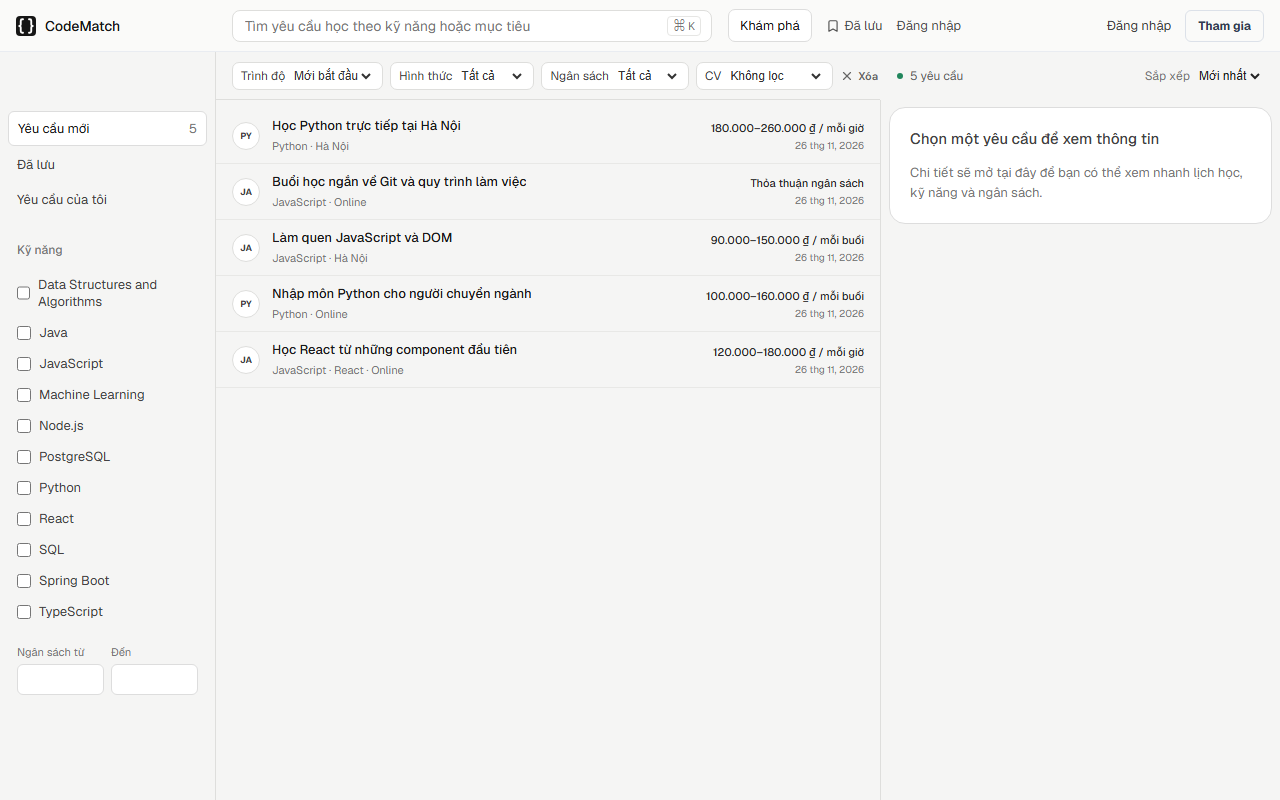 CodeMatch
Tìm yêu cầu học theo kỹ năng hoặc mục tiêu
⌘ K
Khám phá
Đã lưu
Đăng nhập
Đăng nhập
Tham gia
Trình độ Mới bắt đầu
Hình thức Tất cả
Ngân sách Tất cả
CV Không lọc
Xóa
5 yêu cầu
Sắp xếp Mới nhất
Yêu cầu mới 5
Đã lưu
Yêu cầu của tôi
Kỹ năng
Data Structures and
Algorithms
Java
JavaScript
Machine Learning
Node.js
PostgreSQL
Python
React
SQL
Spring Boot
TypeScript
Ngân sách từ
Đến
PY
Học Python trực tiếp tại Hà Nội
Python · Hà Nội
180.000–260.000 ₫ / mỗi giờ
26 thg 11, 2026
JA
Buổi học ngắn về Git và quy trình làm việc
JavaScript · Online
Thỏa thuận ngân sách
26 thg 11, 2026
JA
Làm quen JavaScript và DOM
JavaScript · Hà Nội
90.000–150.000 ₫ / mỗi buổi
26 thg 11, 2026
PY
Nhập môn Python cho người chuyển ngành
Python · Online
100.000–160.000 ₫ / mỗi buổi
26 thg 11, 2026
JA
Học React từ những component đầu tiên
JavaScript · React · Online
120.000–180.000 ₫ / mỗi giờ
26 thg 11, 2026
Chọn một yêu cầu để xem thông tin
Chi tiết sẽ mở tại đây để bạn có thể xem nhanh lịch học,
kỹ năng và ngân sách.